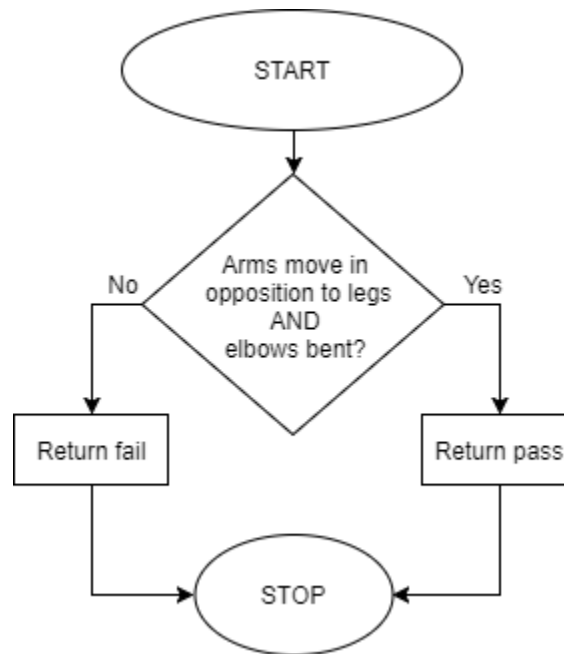 START
Arms move in
opposition to legs
AND
elbows bent?
No
Yes
Return fail
Return pass
STOP